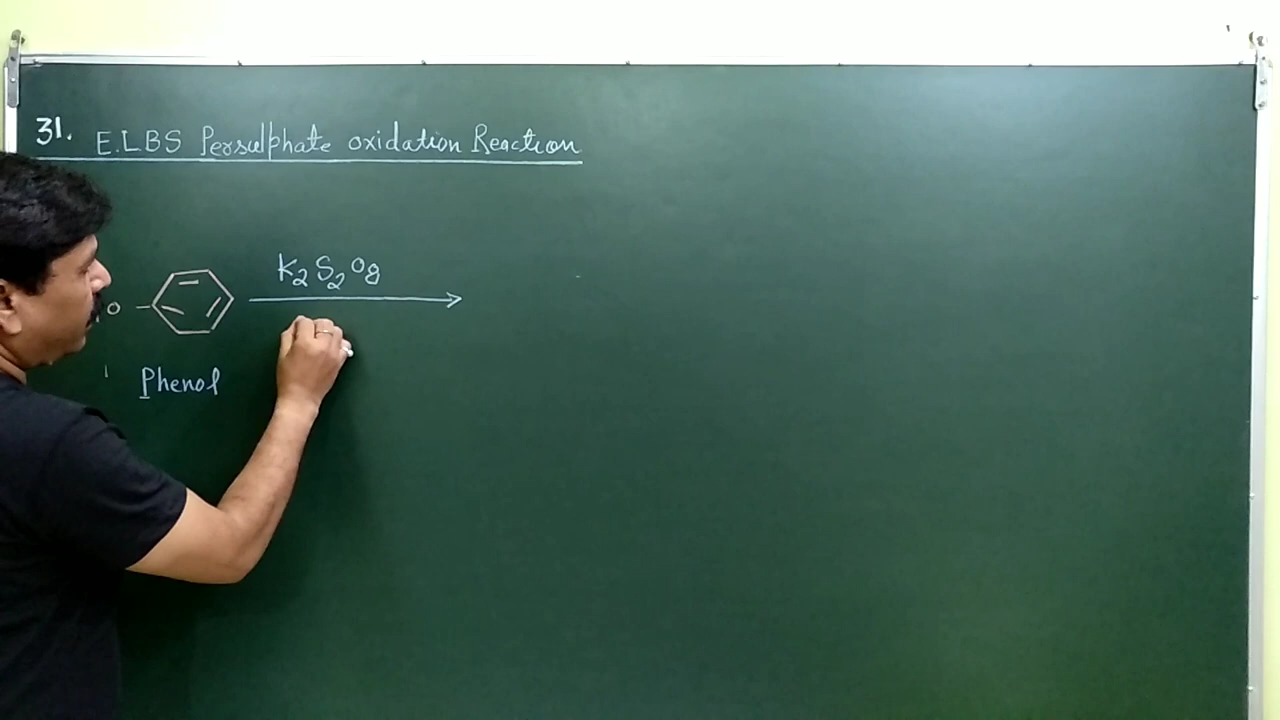 31. E.LBS Persulphate oxidation Reaction
K2S2O8
O
Phenol